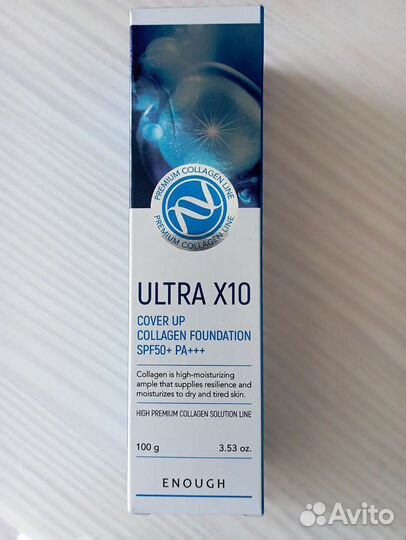 PREMIUM COLLAGEN LINE
PREMIUM COLLAGEN LINE
ULTRA X10
COVER UP
COLLAGEN FOUNDATION
SPF50+ PA+++
Collagen is high-moisturizing
ample that supplies resilience and
moisturizes to dry and tired skin.
HIGH PREMIUM COLLAGEN SOLUTION LINE
100 g 3.53 oz.
ENOUGH
Avito